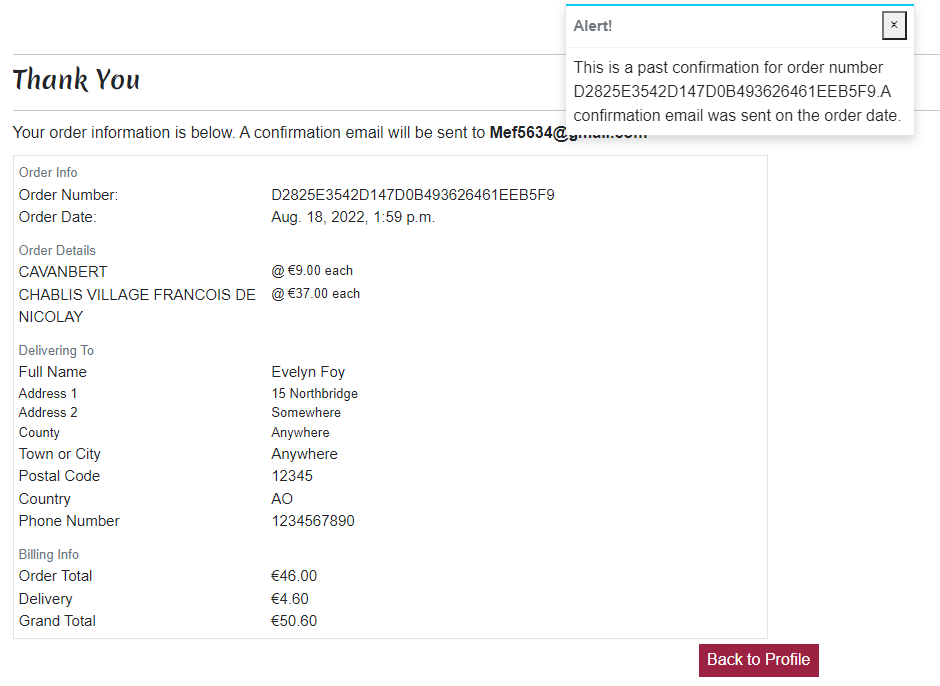 Alert!
×
This is a past confirmation for order number
D2825E3542D147D0B493626461EEB5F9.A
confirmation email was sent on the order date.
Thank You
Your order information is below. A confirmation email will be sent to Mef5634@gmail.com
Order Info
Order Number: D2825E3542D147D0B493626461EEB5F9
Order Date: Aug. 18, 2022, 1:59 p.m.
Order Details
CAVANBERT @ €9.00 each
CHABLIS VILLAGE FRANCOIS DE @ €37.00 each
NICOLAY
Delivering To
Full Name Evelyn Foy
Address 1 15 Northbridge
Address 2 Somewhere
County Anywhere
Town or City Anywhere
Postal Code 12345
Country AO
Phone Number 1234567890
Billing Info
Order Total €46.00
Delivery €4.60
Grand Total €50.60
Back to Profile